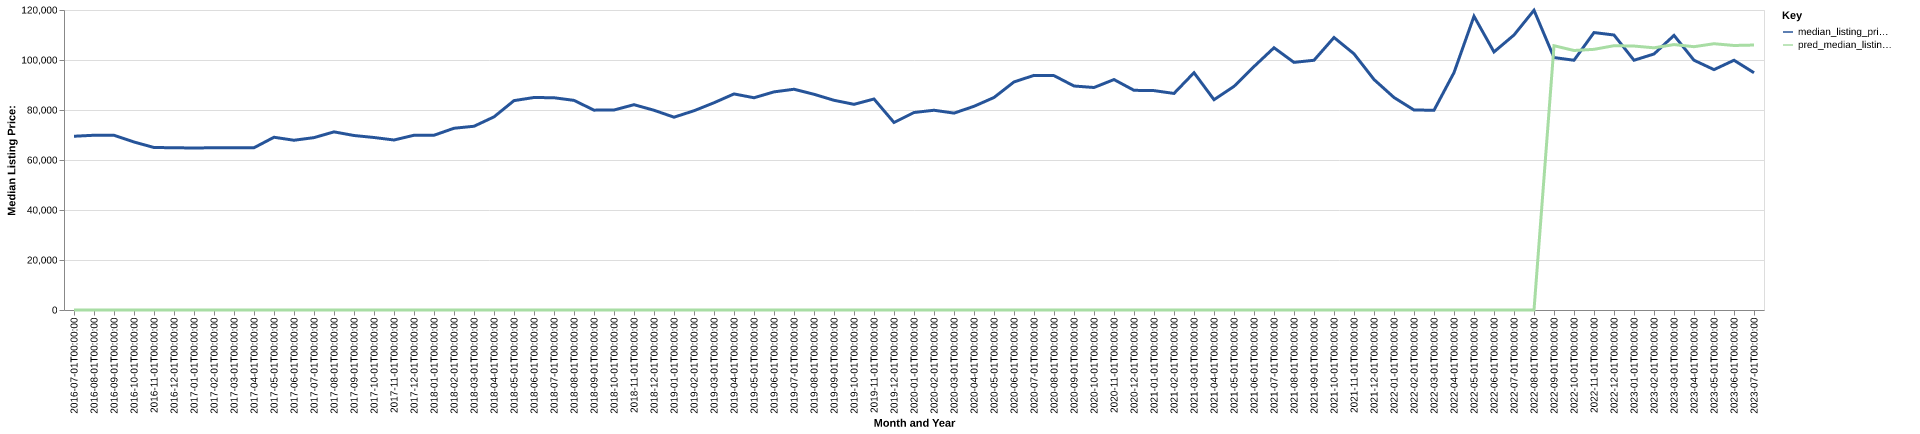 120,000
100,000
80,000
60,000
40,000
20,000
0
Median Listing Price:
2016-07-01T00:00:00
2016-08-01T00:00:00
2016-09-01T00:00:00
2016-10-01T00:00:00
2016-11-01T00:00:00
2016-12-01T00:00:00
2017-01-01T00:00:00
2017-02-01T00:00:00
2017-03-01T00:00:00
2017-04-01T00:00:00
2017-05-01T00:00:00
2017-06-01T00:00:00
2017-07-01T00:00:00
2017-08-01T00:00:00
2017-09-01T00:00:00
2017-10-01T00:00:00
2017-11-01T00:00:00
2017-12-01T00:00:00
2018-01-01T00:00:00
2018-02-01T00:00:00
2018-03-01T00:00:00
2018-04-01T00:00:00
2018-05-01T00:00:00
2018-06-01T00:00:00
2018-07-01T00:00:00
2018-08-01T00:00:00
2018-09-01T00:00:00
2018-10-01T00:00:00
2018-11-01T00:00:00
2018-12-01T00:00:00
2019-01-01T00:00:00
2019-02-01T00:00:00
2019-03-01T00:00:00
2019-04-01T00:00:00
2019-05-01T00:00:00
2019-06-01T00:00:00
2019-07-01T00:00:00
2019-08-01T00:00:00
2019-09-01T00:00:00
2019-10-01T00:00:00
2019-11-01T00:00:00
2019-12-01T00:00:00
2020-01-01T00:00:00
2020-02-01T00:00:00
2020-03-01T00:00:00
2020-04-01T00:00:00
2020-05-01T00:00:00
2020-06-01T00:00:00
2020-07-01T00:00:00
2020-08-01T00:00:00
2020-09-01T00:00:00
2020-10-01T00:00:00
2020-11-01T00:00:00
2020-12-01T00:00:00
2021-01-01T00:00:00
2021-02-01T00:00:00
2021-03-01T00:00:00
2021-04-01T00:00:00
2021-05-01T00:00:00
2021-06-01T00:00:00
2021-07-01T00:00:00
2021-08-01T00:00:00
2021-09-01T00:00:00
2021-10-01T00:00:00
2021-11-01T00:00:00
2021-12-01T00:00:00
2022-01-01T00:00:00
2022-02-01T00:00:00
2022-03-01T00:00:00
2022-04-01T00:00:00
2022-05-01T00:00:00
2022-06-01T00:00:00
2022-07-01T00:00:00
2022-08-01T00:00:00
2022-09-01T00:00:00
2022-10-01T00:00:00
2022-11-01T00:00:00
2022-12-01T00:00:00
2023-01-01T00:00:00
2023-02-01T00:00:00
2023-03-01T00:00:00
2023-04-01T00:00:00
2023-05-01T00:00:00
2023-06-01T00:00:00
2023-07-01T00:00:00
Month and Year
Key
median_listing_pri…
pred_median_listin…